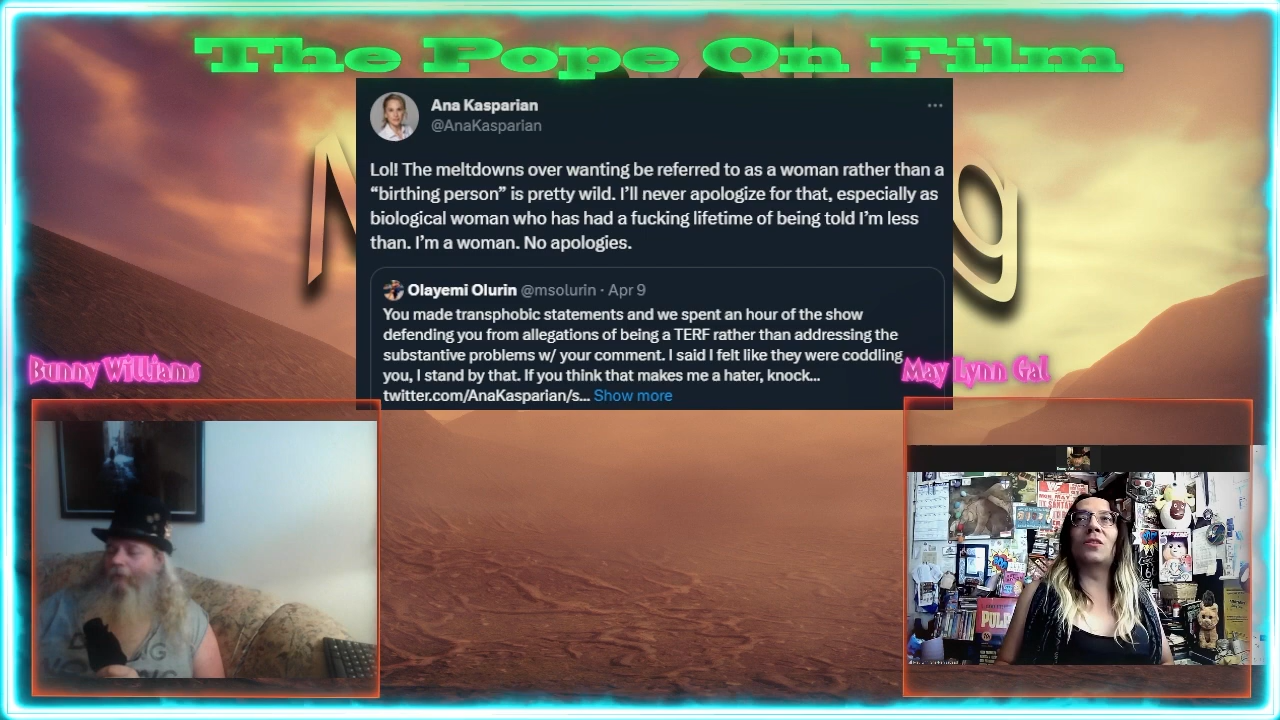 The Pope On Film
Ana Kasparian
@AnaKasparian
Lol! The meltdowns over wanting be referred to as a woman rather than a
“birthing person” is pretty wild. I’ll never apologize for that, especially as
biological woman who has had a fucking lifetime of being told I’m less
than. I’m a woman. No apologies.
Olayemi Olurin @msolurin · Apr 9
You made transphobic statements and we spent an hour of the show
defending you from allegations of being a TERF rather than addressing the
substantive problems w/ your comment. I said I felt like they were coddling
you, I stand by that. If you think that makes me a hater, knock...
twitter.com/AnaKasparian/s... Show more
Bunny Williams
May Lynn Gal
PULP